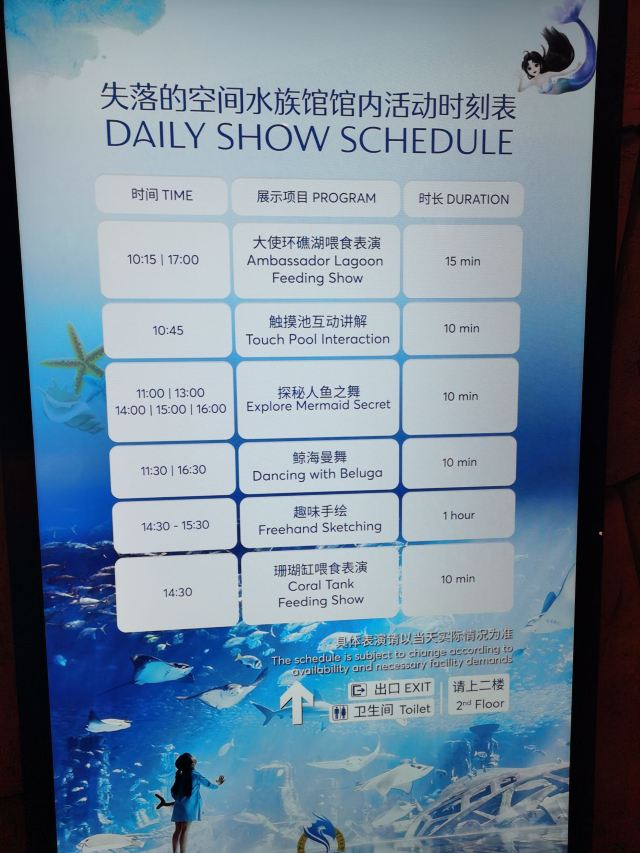 失落的空间水族馆馆内活动时刻表
DAILY SHOW SCHEDULE
时间 TIME
展示项目 PROGRAM
时长 DURATION
10:15 | 17:00
大使环礁湖喂食表演
Ambassador Lagoon
Feeding Show
15 min
10:45
触摸池互动讲解
Touch Pool Interaction
10 min
11:00 | 13:00
14:00 | 15:00 | 16:00
探秘人鱼之舞
Explore Mermaid Secret
10 min
11:30 | 16:30
鲸海曼舞
Dancing with Beluga
10 min
14:30 - 15:30
趣味手绘
Freehand Sketching
1 hour
14:30
珊瑚缸喂食表演
Coral Tank
Feeding Show
10 min
具体表演请以当天实际情况为准
The schedule is subject to change according to
availability and necessary facility demands
出口 EXIT
卫生间 Toilet
请上二楼
2nd Floor